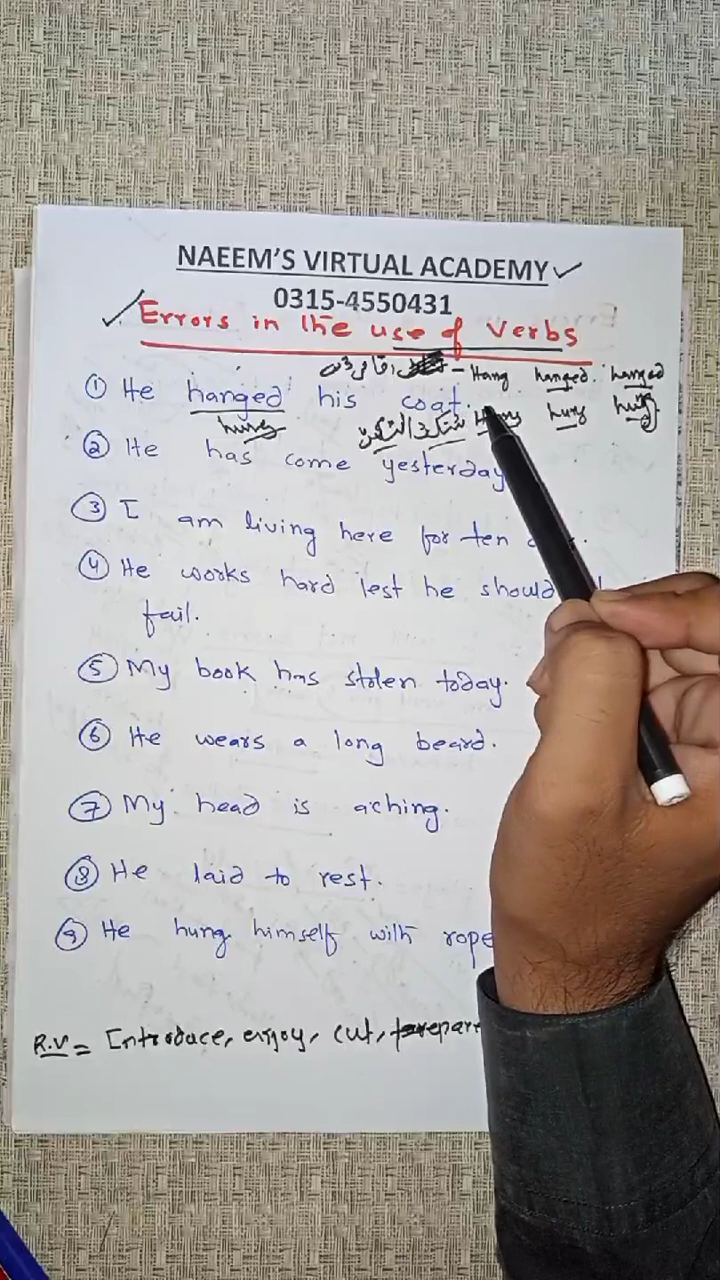 NAEEM'S VIRTUAL ACADEMY
0315-4550431
Errors in the use of Verbs
Hang hanged hanged
① He hanged his coat.
hung
hung hung
② He has come yesterday
③ I am living here for ten
④ He works hard lest he should
fail.
⑤ My book has stolen today.
⑥ He wears a long beard.
⑦ My head is aching.
⑧ He laid to rest.
⑨ He hung himself with rope
R.V = Introduce, enjoy, cut, prepare